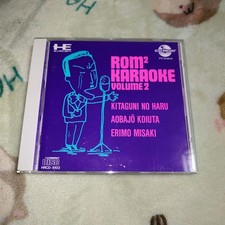 ROM² KARAOKE
VOLUME 2
KITAGUNI NO HARU
AOBAJŌ KOIUTA
ERIMO MISAKI